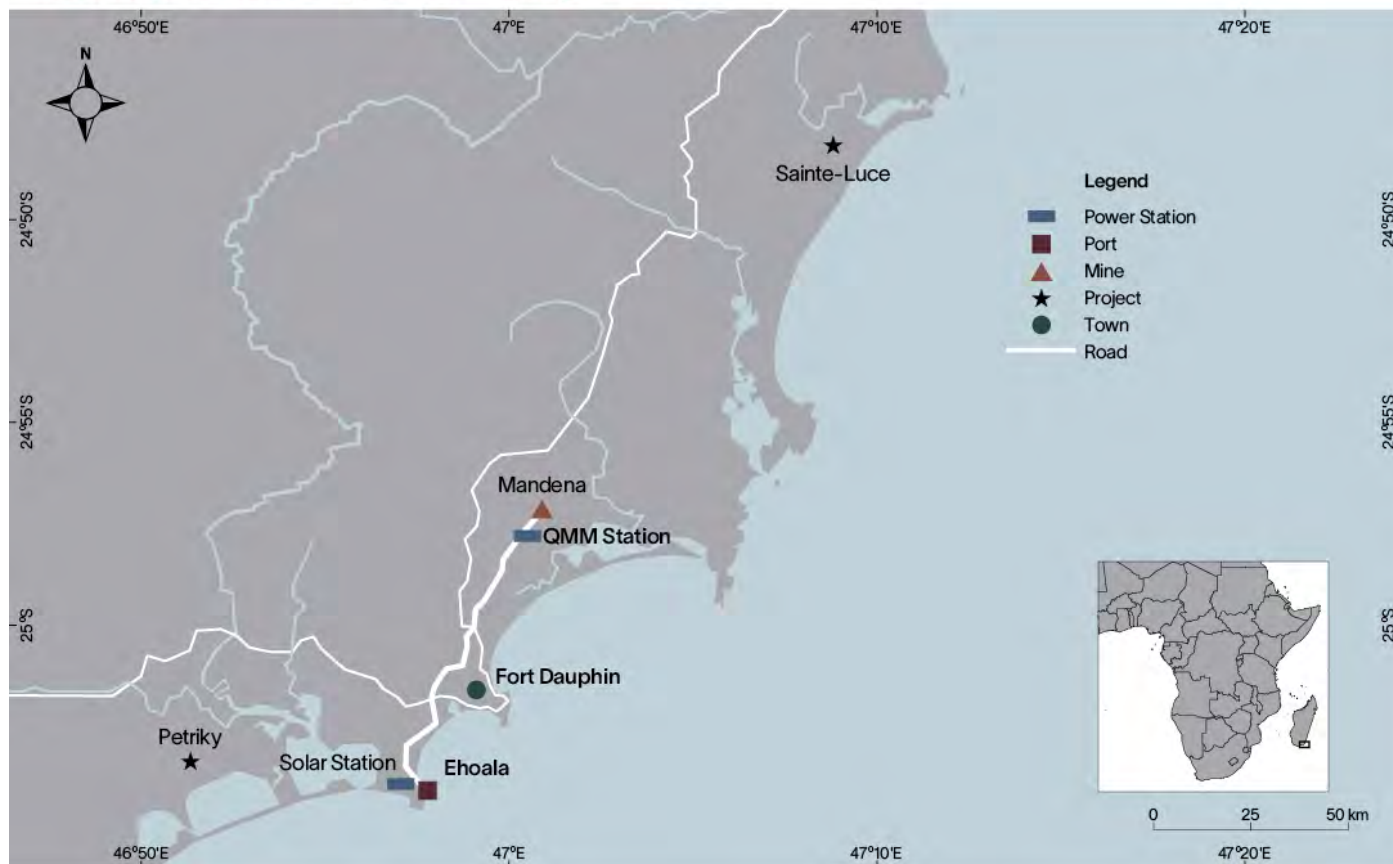 46°50'E
47°E
47°10'E
47°20'E
N
Sainte-Luce
24°50'S
24°50'S
Legend
Power Station
Port
Mine
Project
Town
Road
24°55'S
24°55'S
Mandena
QMM Station
25°S
25°S
Fort Dauphin
Petriky
Solar Station
Ehoala
0
25
50 km
46°50'E
47°E
47°10'E
47°20'E